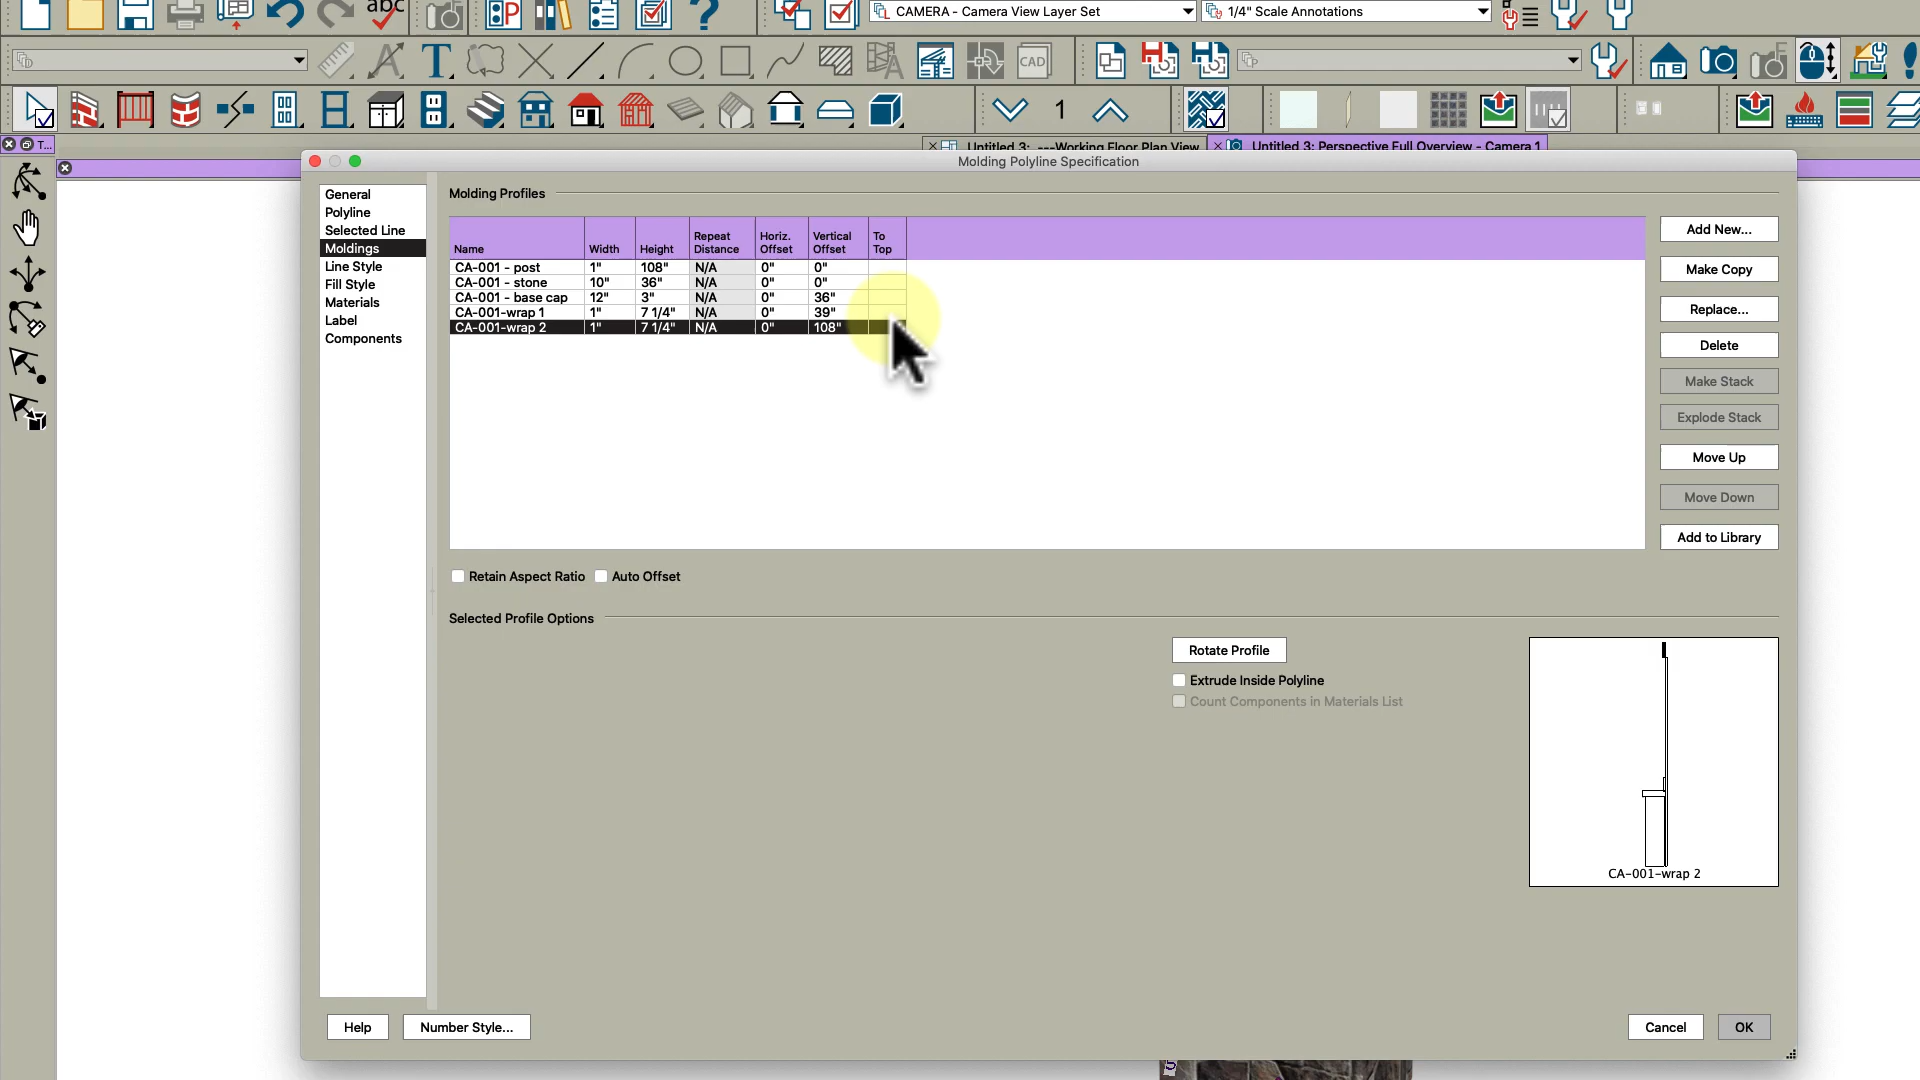 abc
?
CAMERA - Camera View Layer Set
1/4" Scale Annotations
T
CAD
1
T...
Untitled 3: ---Working Floor Plan View
Untitled 3: Perspective Full Overview - Camera 1
Molding Polyline Specification
General
Polyline
Selected Line
Moldings
Line Style
Fill Style
Materials
Label
Components
Molding Profiles
Name Width Height Repeat Distance Horiz. Offset Vertical Offset To Top
CA-001 - post 1" 108" N/A 0" 0"
CA-001 - stone 10" 36" N/A 0" 0"
CA-001 - base cap 12" 3" N/A 0" 36"
CA-001-wrap 1 1" 7 1/4" N/A 0" 39"
CA-001-wrap 2 1" 7 1/4" N/A 0" 108"
Add New...
Make Copy
Replace...
Delete
Make Stack
Explode Stack
Move Up
Move Down
Add to Library
Retain Aspect Ratio Auto Offset
Selected Profile Options
Rotate Profile
Extrude Inside Polyline
Count Components in Materials List
CA-001-wrap 2
Help
Number Style...
Cancel
OK